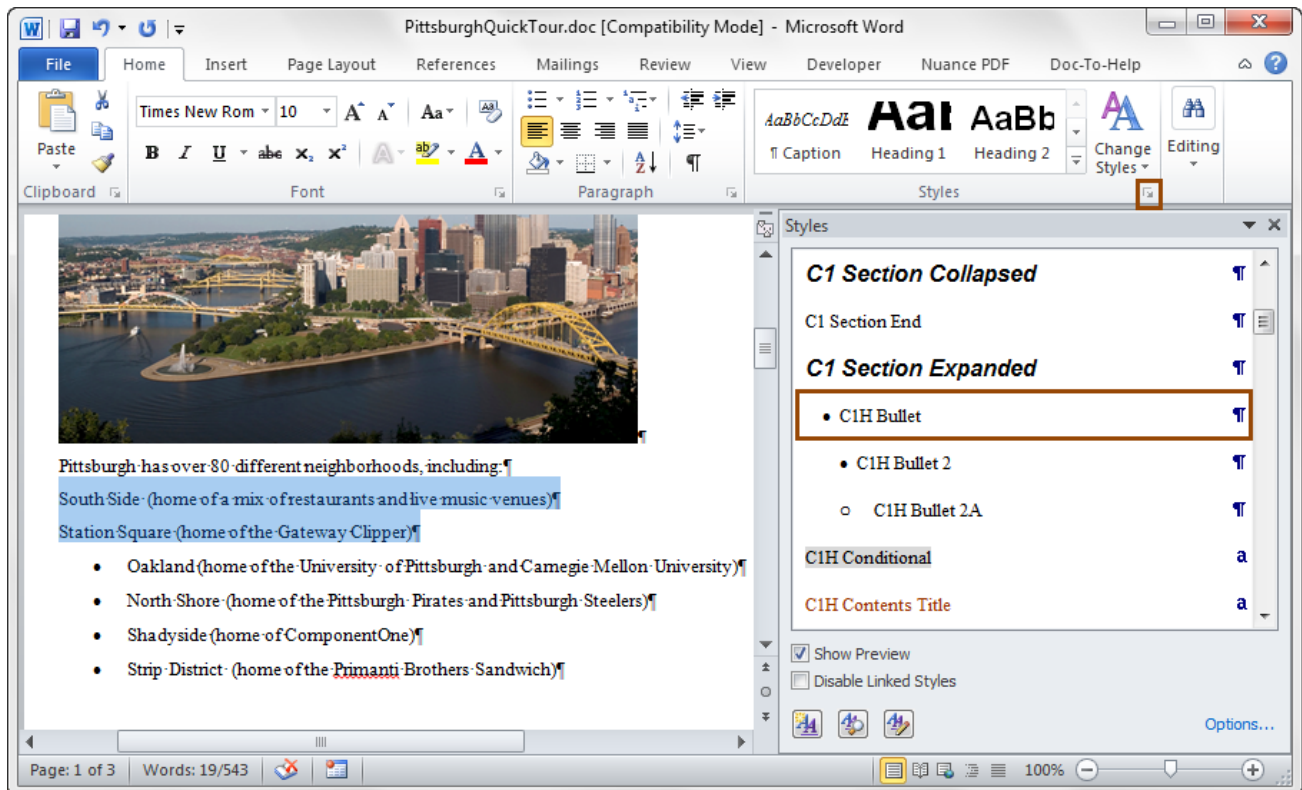 PittsburghQuickTour.doc [Compatibility Mode] - Microsoft Word
File Home Insert Page Layout References Mailings Review View Developer Nuance PDF Doc-To-Help
Times New Rom 10 A A Aa
Paste B I U abc x₂ x² A ab A
AaBbCcDdE AaI AaBb
¶ Caption Heading 1 Heading 2 Change Styles Editing
Clipboard Font Paragraph Styles
Styles
C1 Section Collapsed ¶
C1 Section End ¶
C1 Section Expanded ¶
• C1H Bullet ¶
• C1H Bullet 2 ¶
o C1H Bullet 2A ¶
C1H Conditional a
C1H Contents Title a
Show Preview
Disable Linked Styles
Options...
¶
Pittsburgh·has·over·80·different·neighborhoods,·including:¶
South·Side·(home·of·a·mix·of·restaurants·and·live·music·venues)¶
Station·Square·(home·of·the·Gateway·Clipper)¶
• Oakland·(home·of·the·University·of·Pittsburgh·and·Carnegie·Mellon·University)¶
• North·Shore·(home·of·the·Pittsburgh·Pirates·and·Pittsburgh·Steelers)¶
• Shadyside·(home·of·ComponentOne)¶
• Strip·District·(home·of·the·Primanti·Brothers·Sandwich)¶
Page: 1 of 3 Words: 19/543 100%